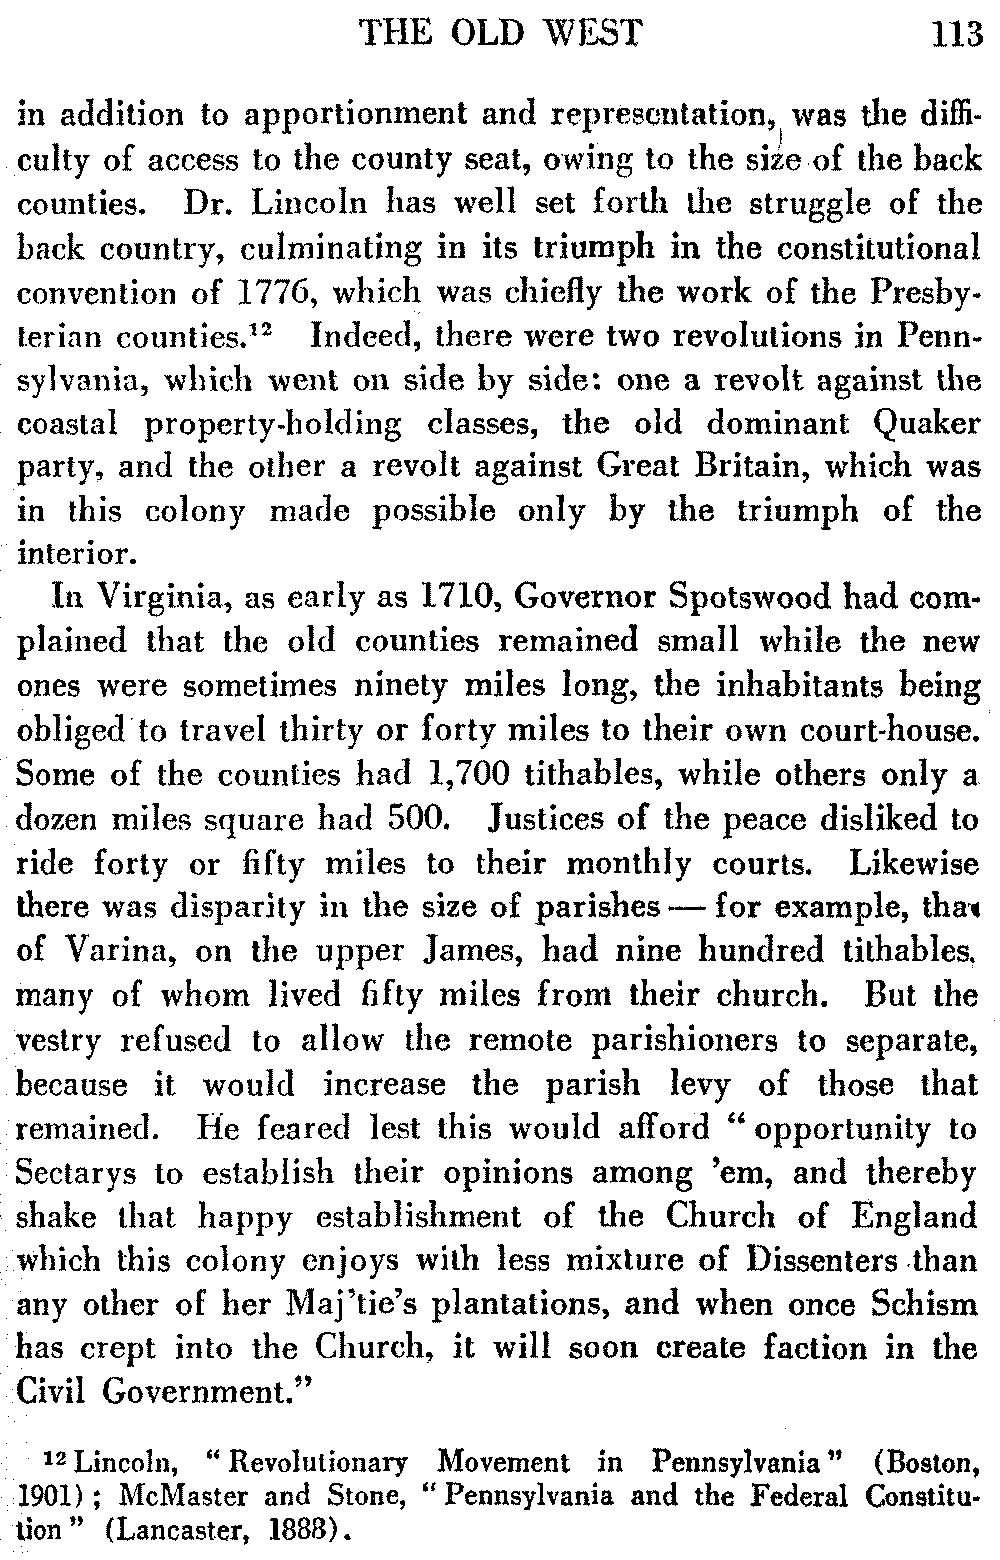 THE OLD WEST 113
in addition to apportionment and representation, was the diffi-
culty of access to the county seat, owing to the size of the back
counties. Dr. Lincoln has well set forth the struggle of the
back country, culminating in its triumph in the constitutional
convention of 1776, which was chiefly the work of the Presby-
terian counties.¹² Indeed, there were two revolutions in Penn-
sylvania, which went on side by side: one a revolt against the
coastal property-holding classes, the old dominant Quaker
party, and the other a revolt against Great Britain, which was
in this colony made possible only by the triumph of the
interior.
In Virginia, as early as 1710, Governor Spotswood had com-
plained that the old counties remained small while the new
ones were sometimes ninety miles long, the inhabitants being
obliged to travel thirty or forty miles to their own court-house.
Some of the counties had 1,700 tithables, while others only a
dozen miles square had 500. Justices of the peace disliked to
ride forty or fifty miles to their monthly courts. Likewise
there was disparity in the size of parishes — for example, that
of Varina, on the upper James, had nine hundred tithables,
many of whom lived fifty miles from their church. But the
vestry refused to allow the remote parishioners to separate,
because it would increase the parish levy of those that
remained. He feared lest this would afford “ opportunity to
Sectarys to establish their opinions among ’em, and thereby
shake that happy establishment of the Church of England
which this colony enjoys with less mixture of Dissenters than
any other of her Maj’tie’s plantations, and when once Schism
has crept into the Church, it will soon create faction in the
Civil Government.”
¹² Lincoln, “ Revolutionary Movement in Pennsylvania ” (Boston,
1901) ; McMaster and Stone, “ Pennsylvania and the Federal Constitu-
tion ” (Lancaster, 1888).